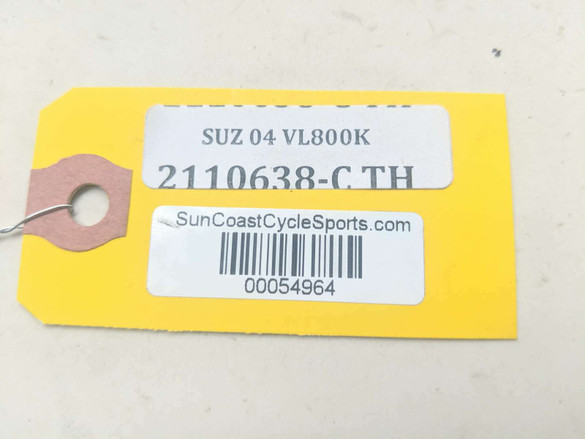 SUZ 04 VL800K
2110638-C TH
SunCoastCycleSports.com
00054964